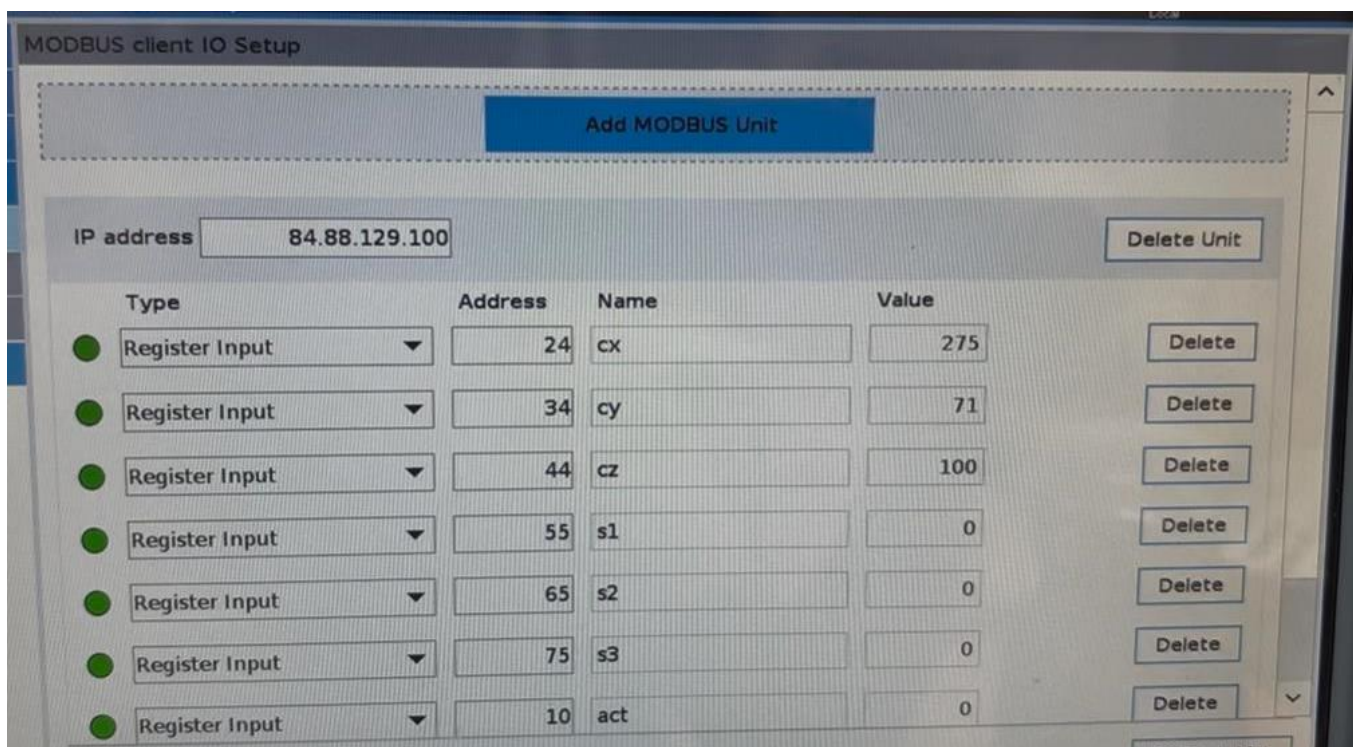 Local
MODBUS client IO Setup
Add MODBUS Unit
IP address 84.88.129.100 Delete Unit
Type Address Name Value
Register Input 24 cx 275 Delete
Register Input 34 cy 71 Delete
Register Input 44 cz 100 Delete
Register Input 55 s1 0 Delete
Register Input 65 s2 0 Delete
Register Input 75 s3 0 Delete
Register Input 10 act 0 Delete